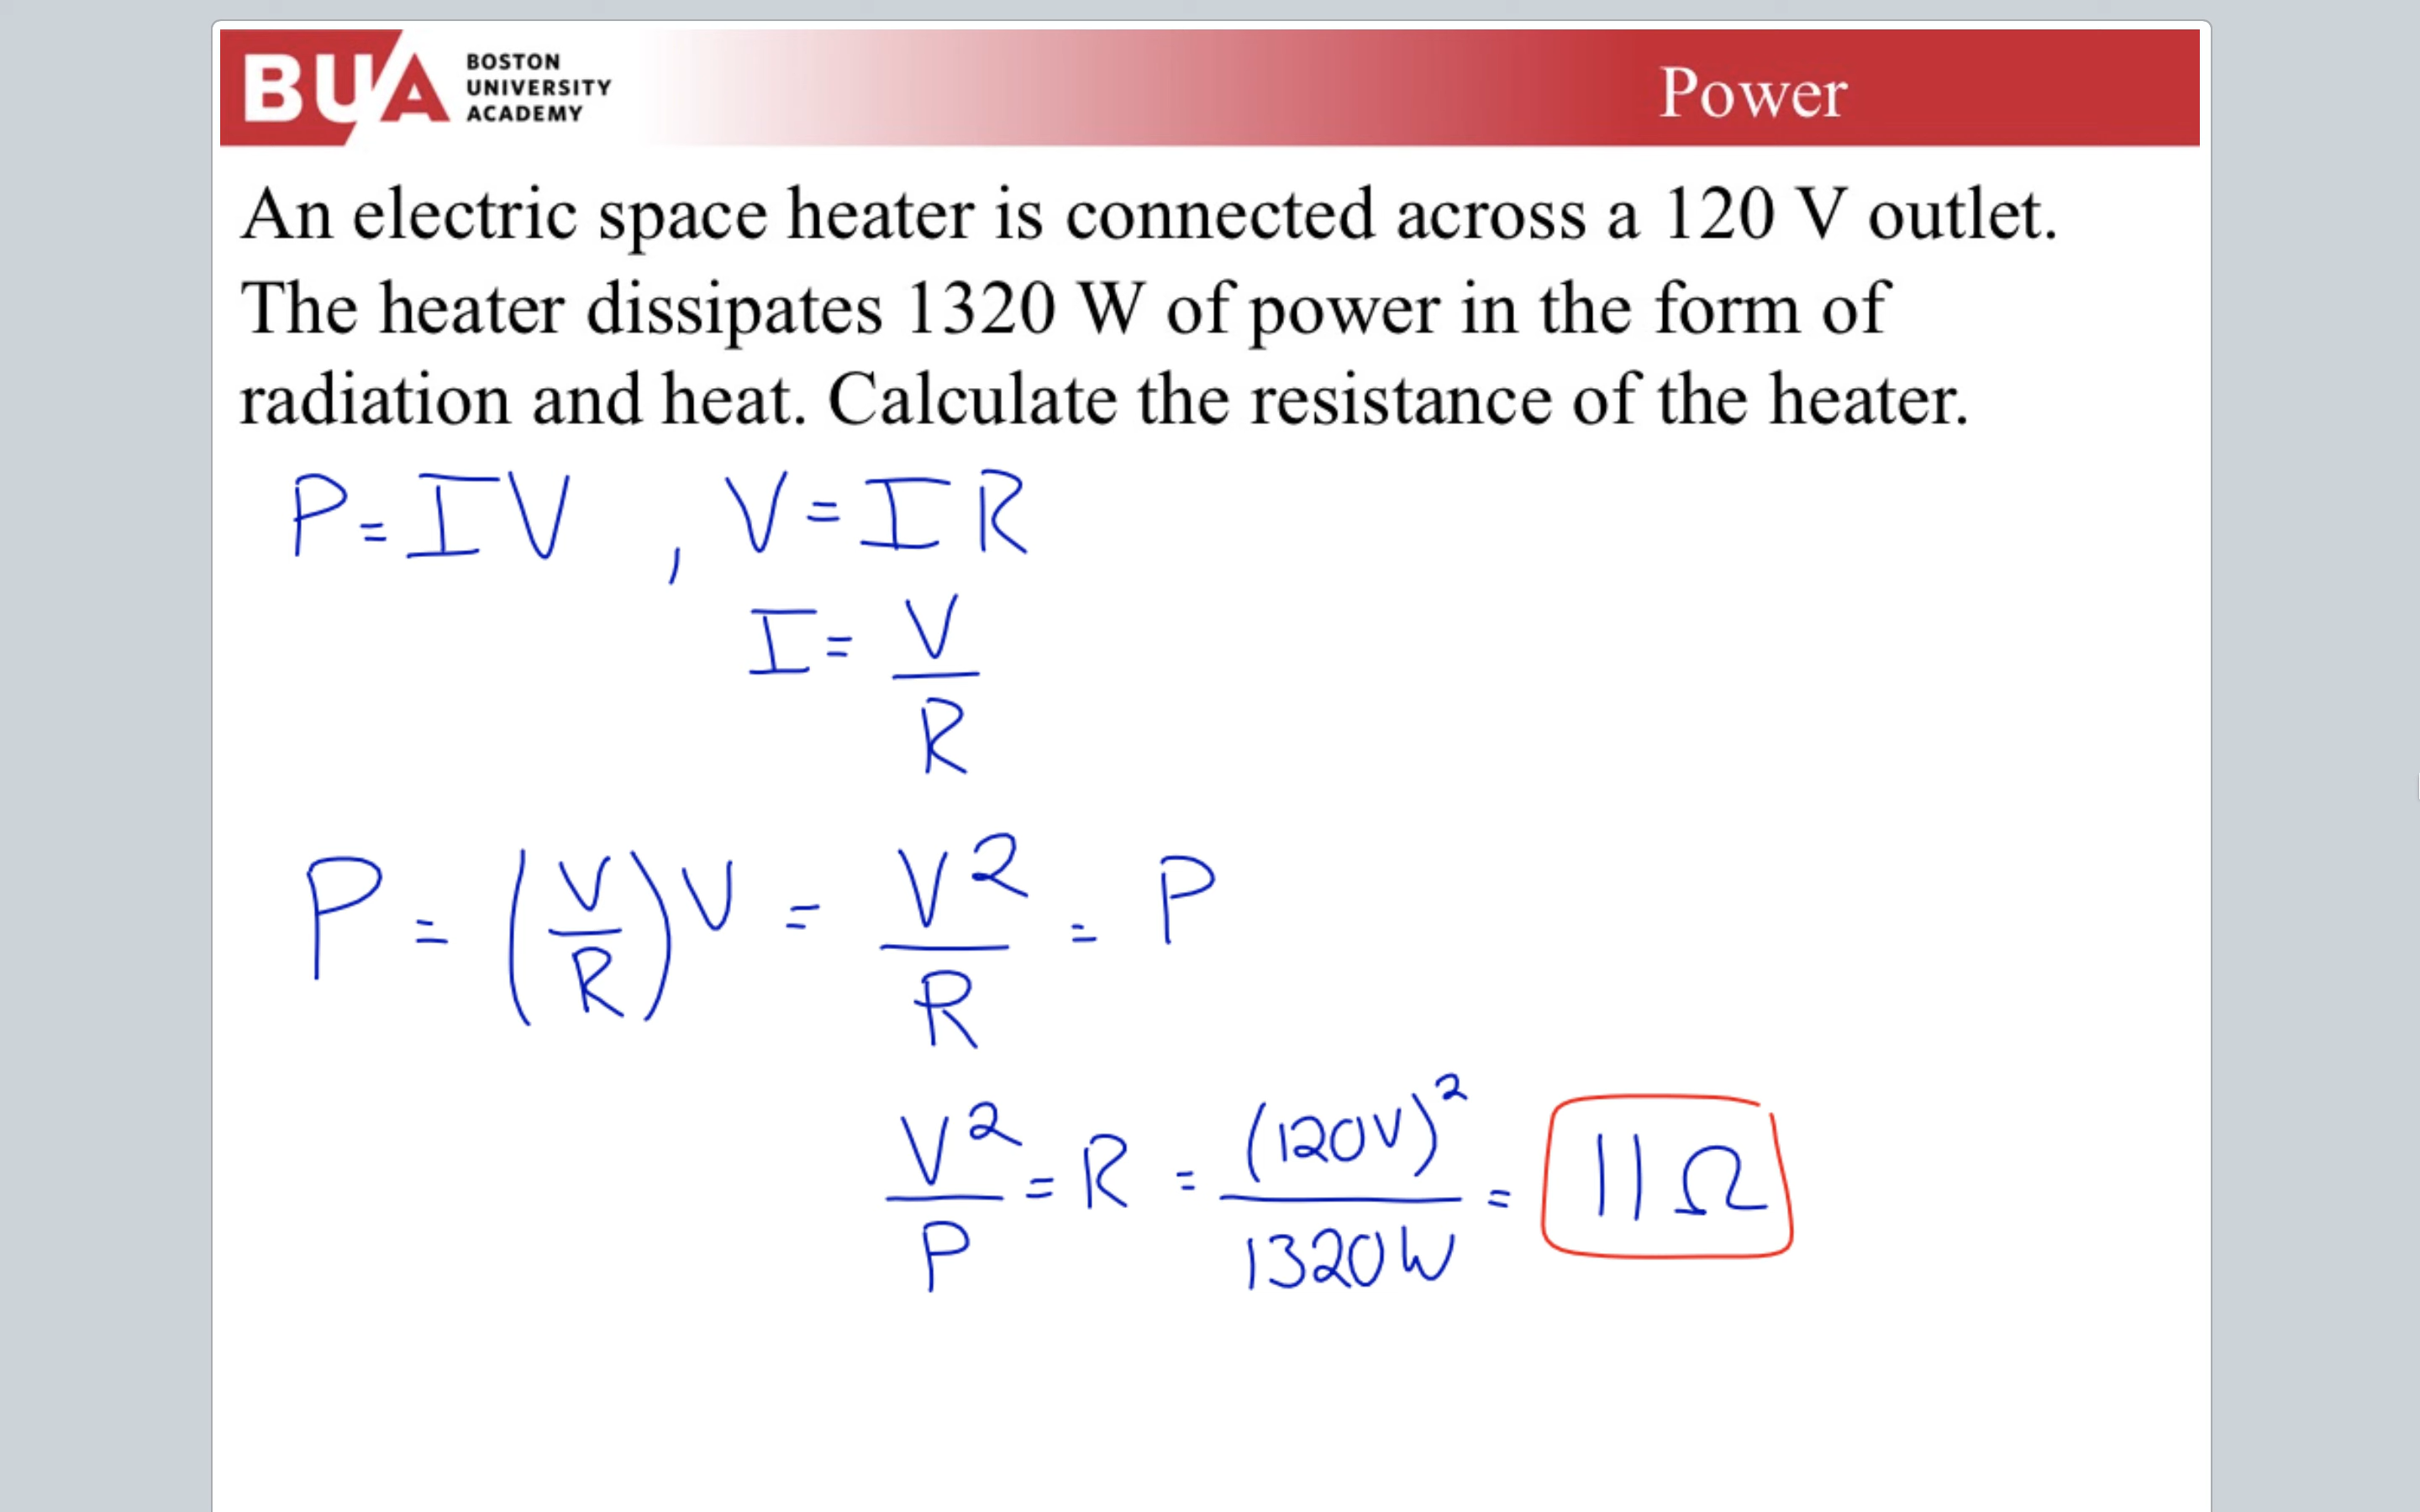 BUA
BOSTON
UNIVERSITY
ACADEMY
Power
An electric space heater is connected across a 120 V outlet.
The heater dissipates 1320 W of power in the form of
radiation and heat. Calculate the resistance of the heater.
P = IV , V = IR
I = V/R
P = (V/R)V = V²/R = P
V²/P = R = (120V)²/1320W = 11Ω